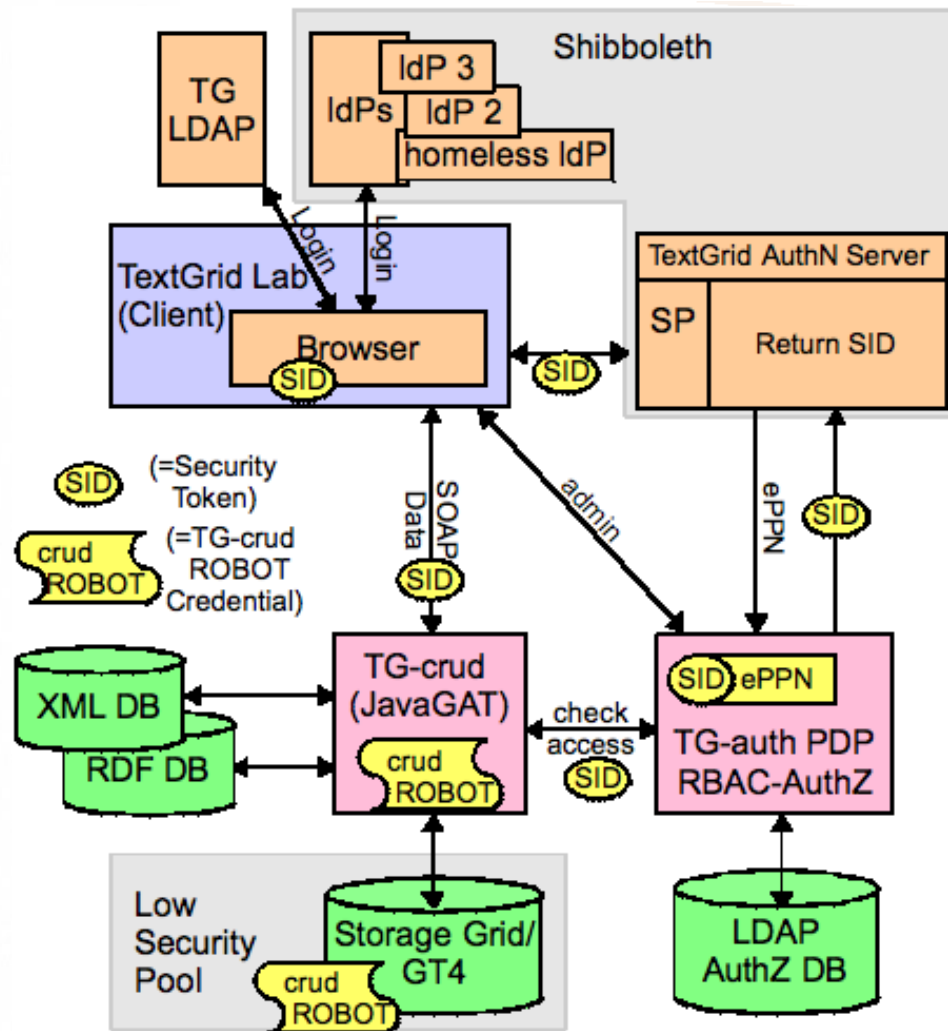 Shibboleth
TG
LDAP
IdPs
IdP 3
IdP 2
homeless IdP
Login
Login
TextGrid Lab
(Client)
Browser
SID
SID
TextGrid AuthN Server
SP
Return SID
SID
(=Security
Token)
crud
ROBOT
(=TG-crud
ROBOT
Credential)
SOAP
Data
SID
admin
ePPN
SID
XML DB
RDF DB
TG-crud
(JavaGAT)
crud
ROBOT
check
access
SID
SID
ePPN
TG-auth PDP
RBAC-AuthZ
Low
Security
Pool
Storage Grid/
GT4
crud
ROBOT
LDAP
AuthZ DB